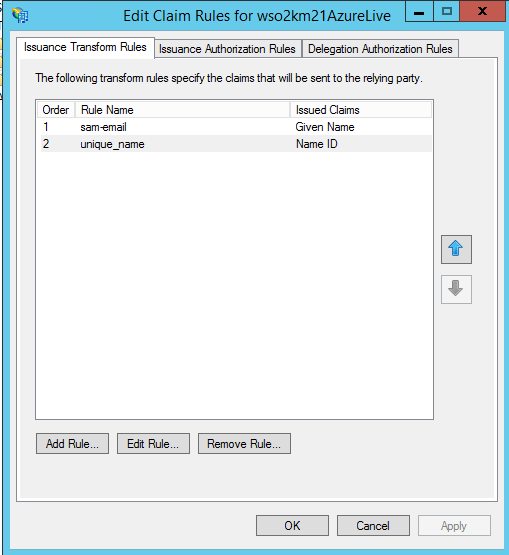 Edit Claim Rules for wso2km21AzureLive
Issuance Transform Rules Issuance Authorization Rules Delegation Authorization Rules
The following transform rules specify the claims that will be sent to the relying party.
Order Rule Name Issued Claims
1 sam-email Given Name
2 unique_name Name ID
Add Rule... Edit Rule... Remove Rule...
OK Cancel Apply